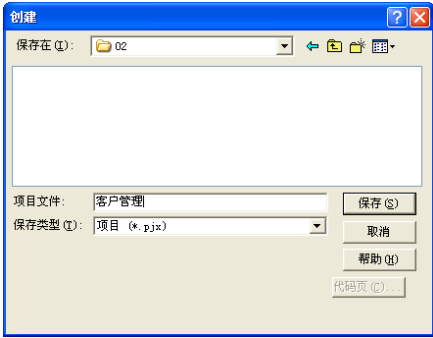 创建
保存在(I): 02
项目文件: 客户管理 保存(S)
保存类型(T): 项目 (*.pjx) 取消
帮助(H)
代码页(C)...